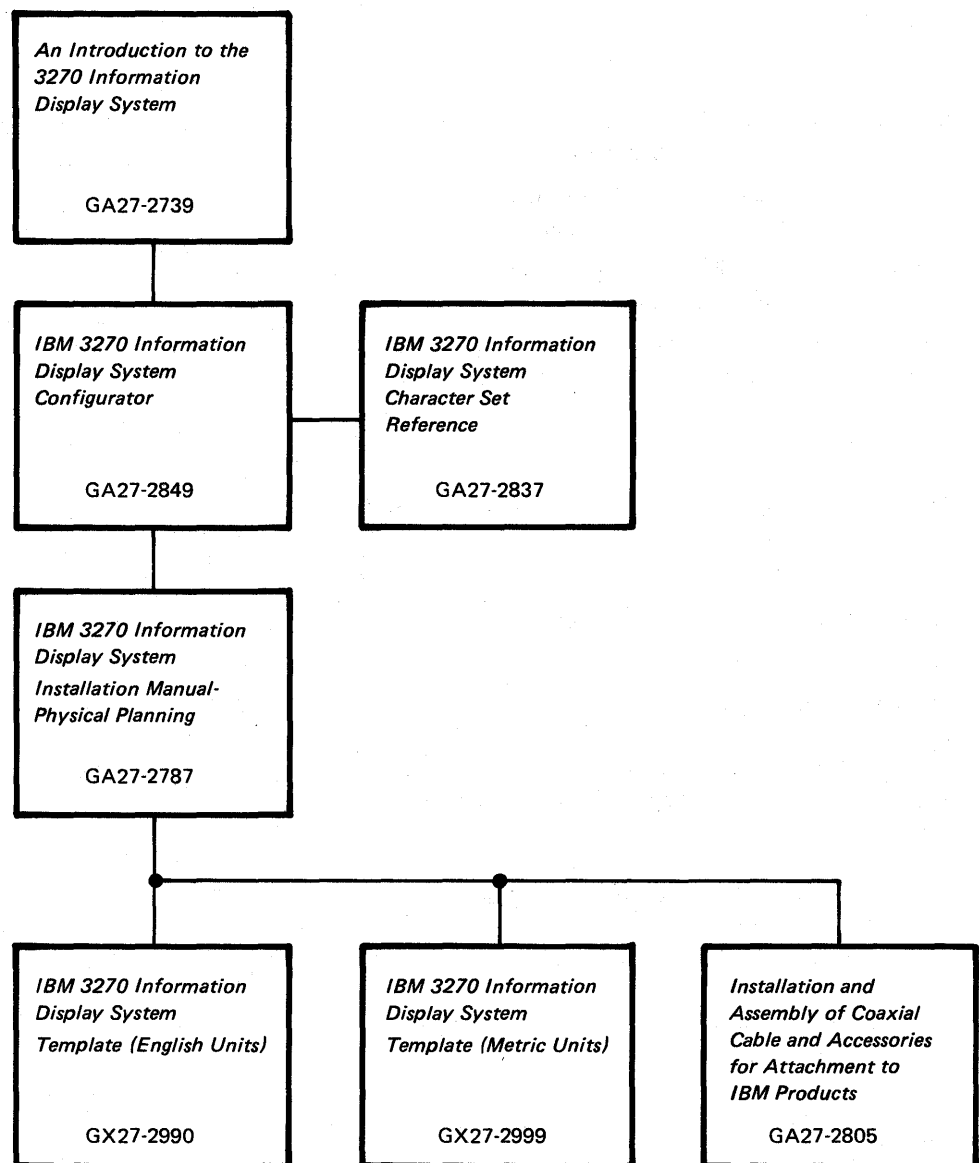 An Introduction to the
3270 Information
Display System
GA27-2739
IBM 3270 Information
Display System
Configurator
GA27-2849
IBM 3270 Information
Display System
Character Set
Reference
GA27-2837
IBM 3270 Information
Display System
Installation Manual-
Physical Planning
GA27-2787
IBM 3270 Information
Display System
Template (English Units)
GX27-2990
IBM 3270 Information
Display System
Template (Metric Units)
GX27-2999
Installation and
Assembly of Coaxial
Cable and Accessories
for Attachment to
IBM Products
GA27-2805